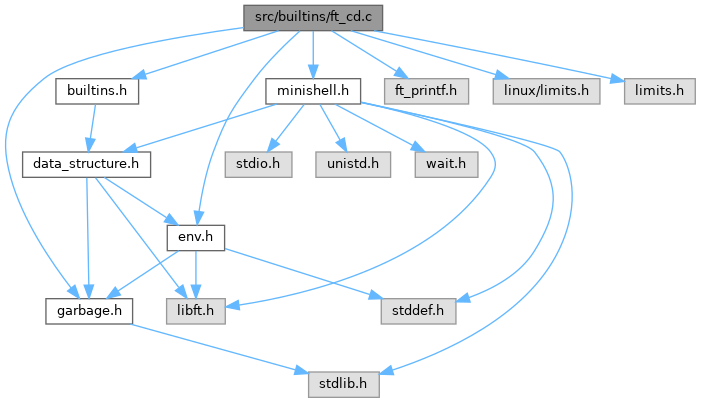 src/builtins/ft_cd.c
builtins.h
minishell.h
ft_printf.h
linux/limits.h
limits.h
data_structure.h
stdio.h
unistd.h
wait.h
env.h
garbage.h
libft.h
stddef.h
stdlib.h